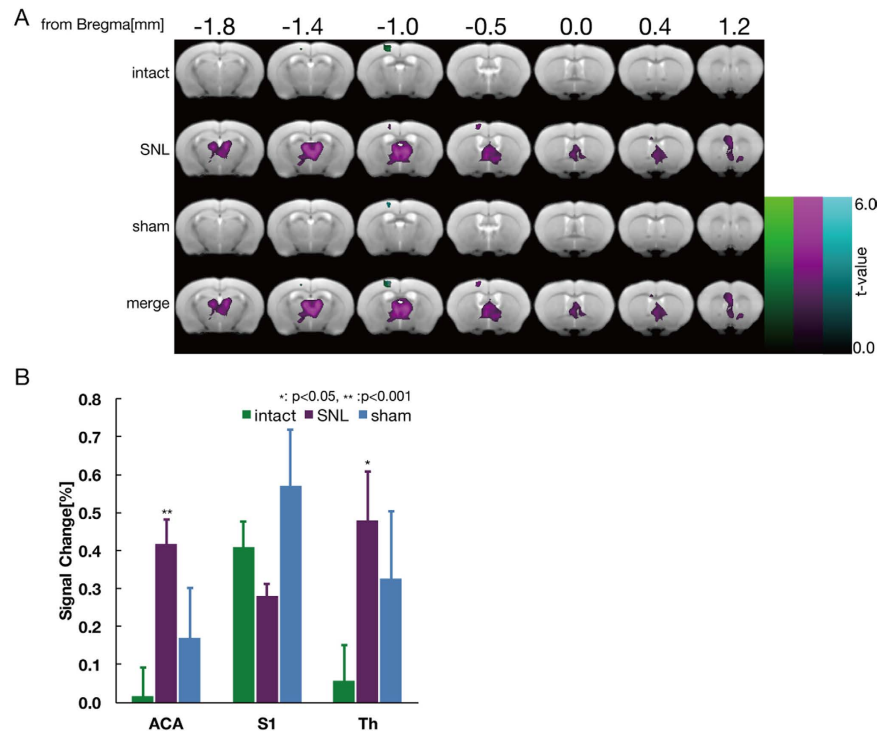 A
from Bregma[mm] -1.8 -1.4 -1.0 -0.5 0.0 0.4 1.2
intact
SNL
sham
merge
6.0
t-value
0.0
B
*: p<0.05, ** :p<0.001
intact SNL sham
Signal Change[%]
0.8
0.7
0.6
0.5
0.4
0.3
0.2
0.1
0.0
**
*
ACA S1 Th